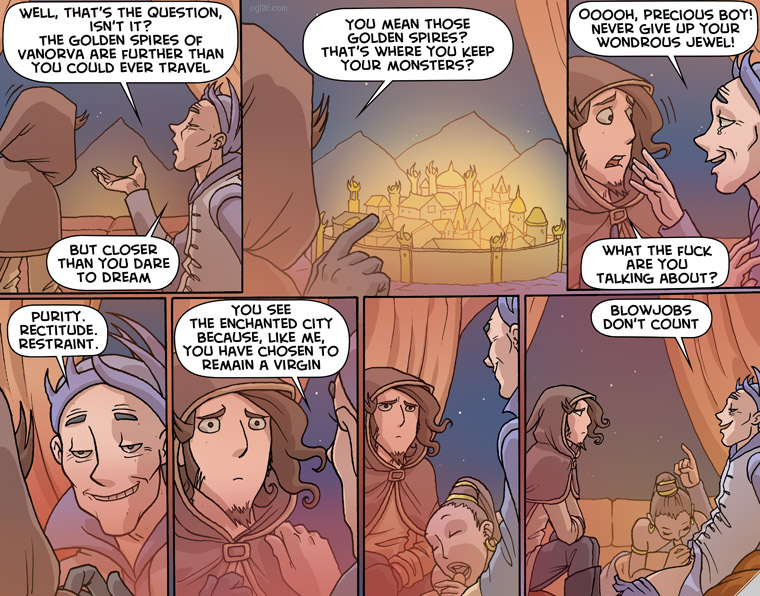 WELL, THAT'S THE QUESTION,
ISN'T IT?
THE GOLDEN SPIRES OF
VANORVA ARE FURTHER THAN
YOU COULD EVER TRAVEL
BUT CLOSER
THAN YOU DARE
TO DREAM
oglaf.com
YOU MEAN THOSE
GOLDEN SPIRES?
THAT'S WHERE YOU KEEP
YOUR MONSTERS?
OOOOH, PRECIOUS BOY!
NEVER GIVE UP YOUR
WONDROUS JEWEL!
WHAT THE FUCK
ARE YOU
TALKING ABOUT?
PURITY.
RECTITUDE.
RESTRAINT.
YOU SEE
THE ENCHANTED CITY
BECAUSE, LIKE ME,
YOU HAVE CHOSEN TO
REMAIN A VIRGIN
BLOWJOBS
DON'T COUNT